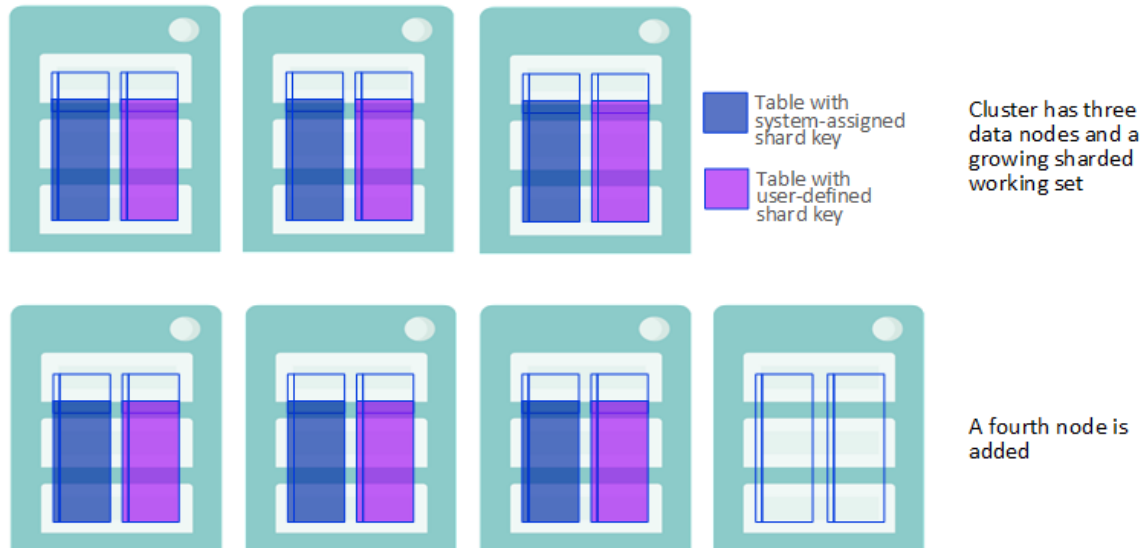 Table with
system-assigned
shard key
Table with
user-defined
shard key
Cluster has three
data nodes and a
growing sharded
working set
A fourth node is
added